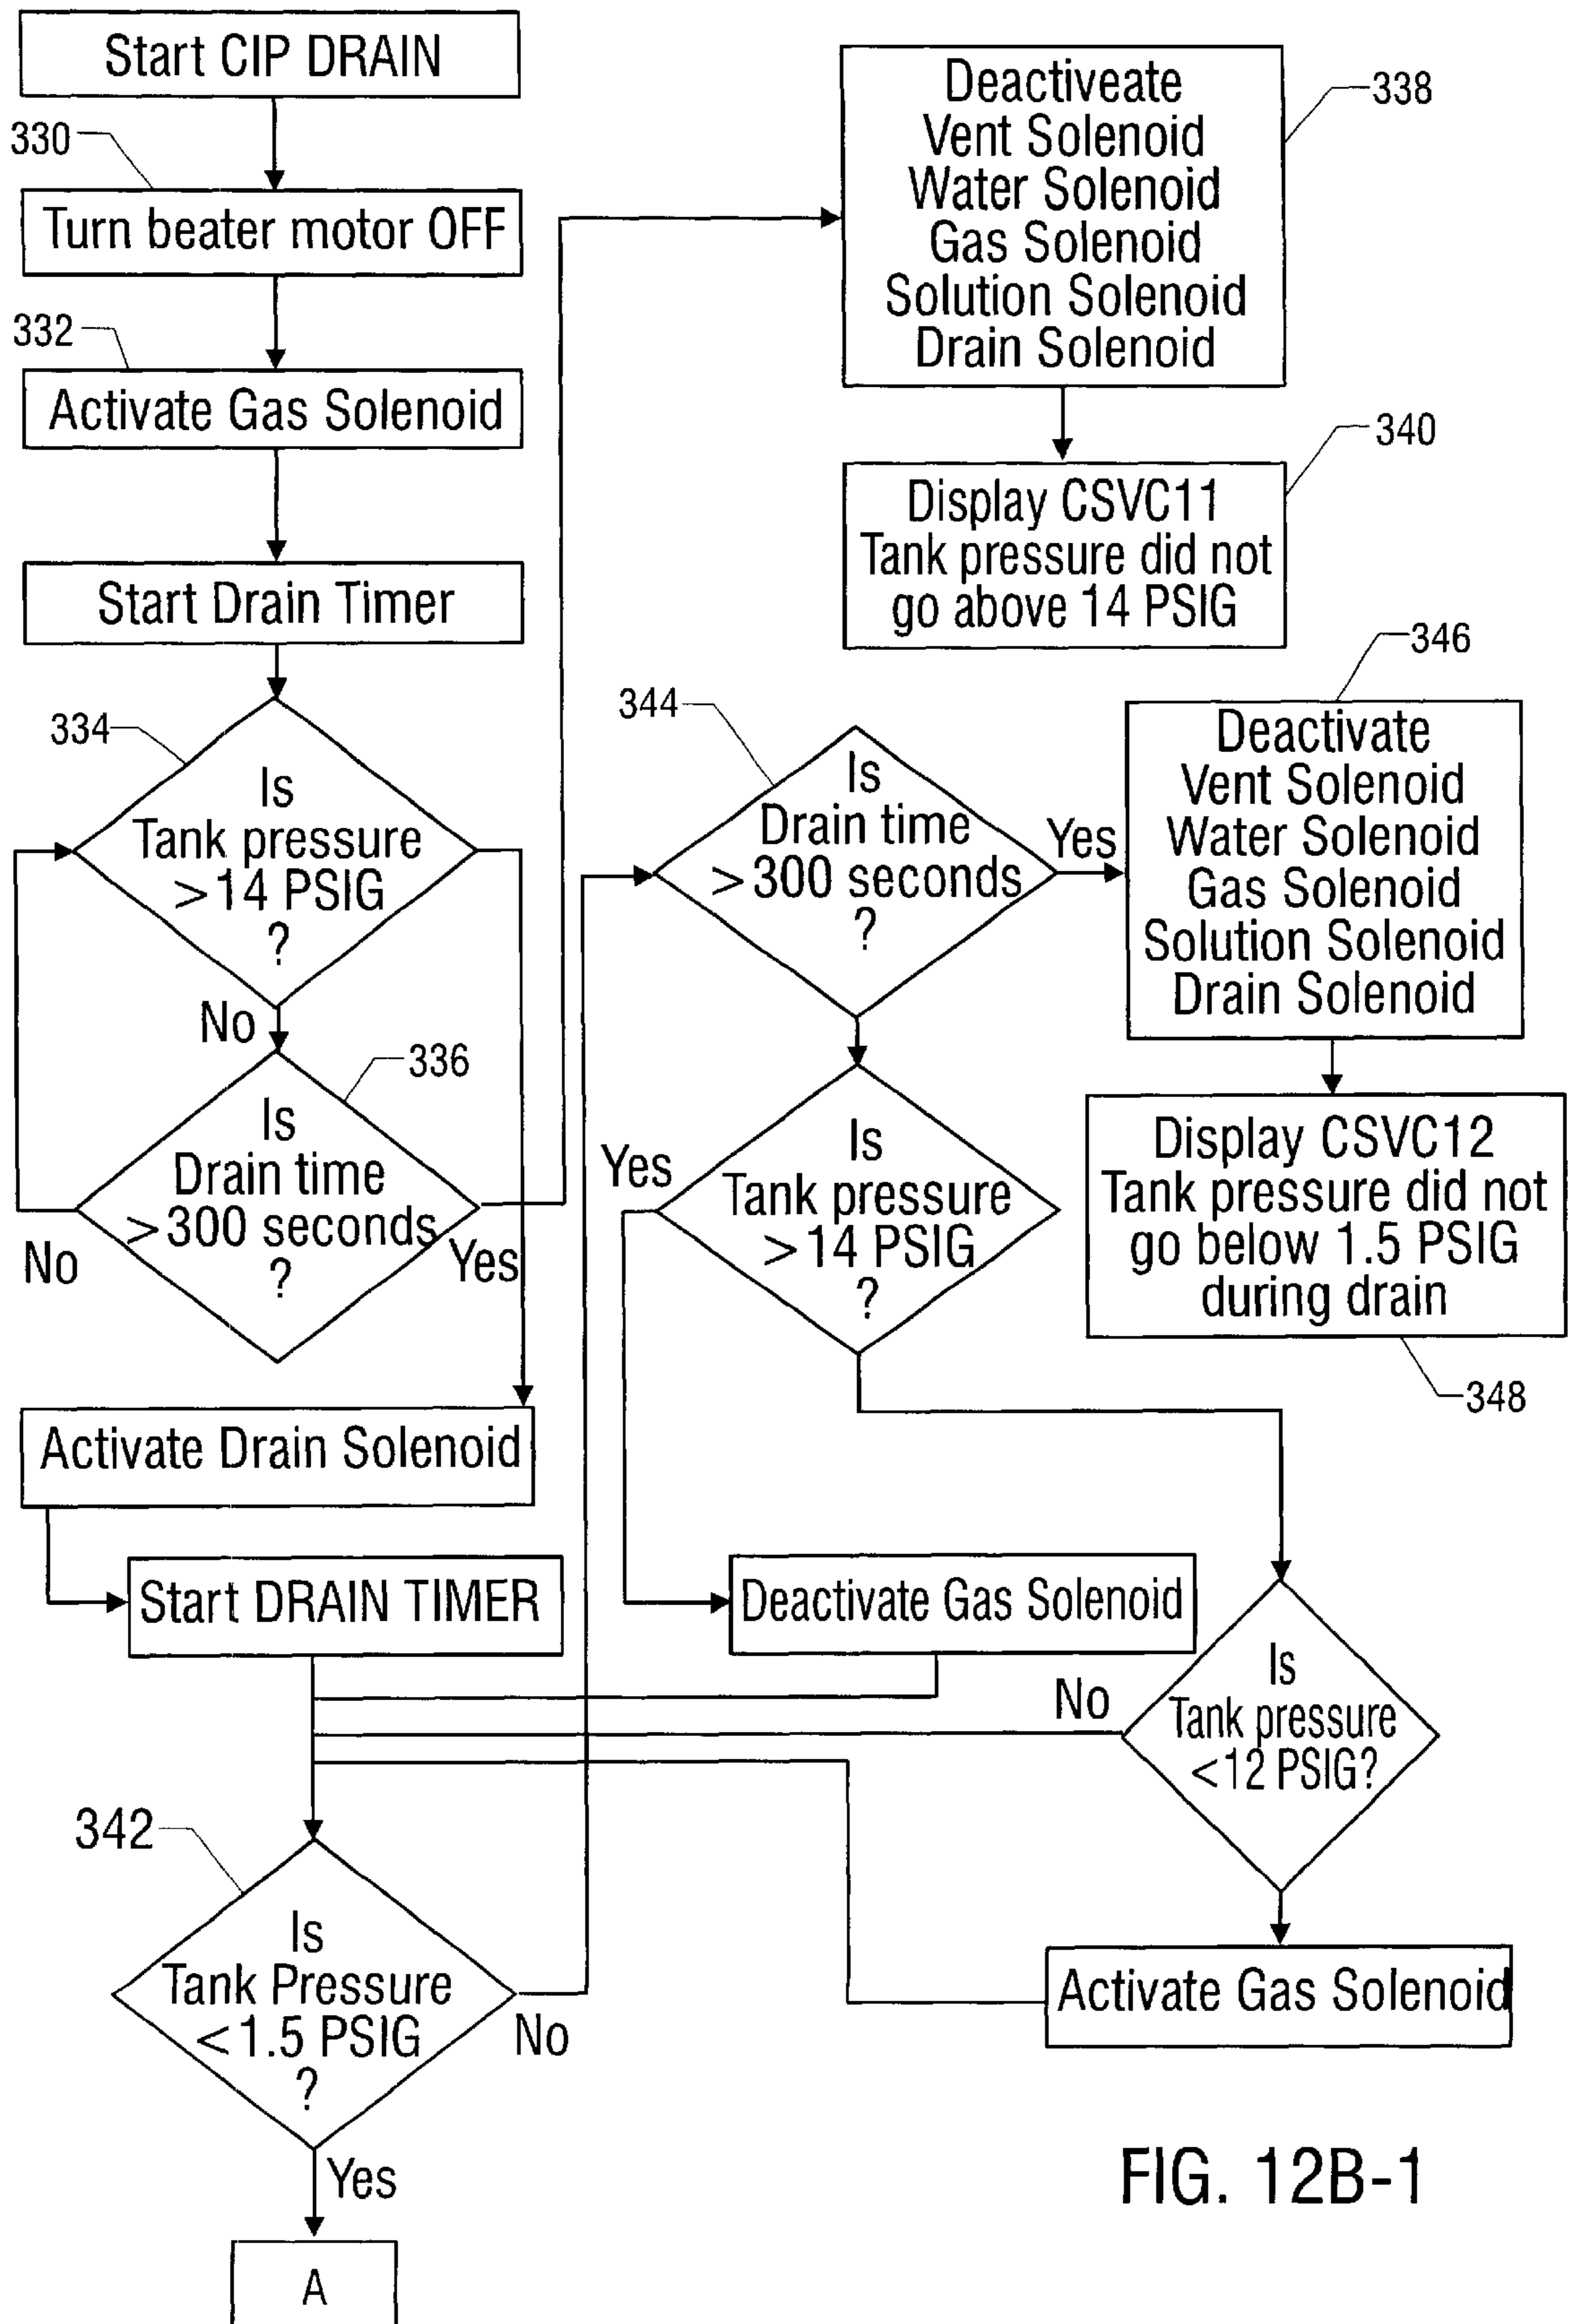 Start CIP DRAIN
330
Turn beater motor OFF
332
Activate Gas Solenoid
Start Drain Timer
334
Is
Tank pressure
>14 PSIG
?
No
336
Is
Drain time
>300 seconds
?
No
Yes
Deactiveate
Vent Solenoid
Water Solenoid
Gas Solenoid
Solution Solenoid
Drain Solenoid
338
Display CSVC11
Tank pressure did not
go above 14 PSIG
340
Activate Drain Solenoid
Start DRAIN TIMER
342
Is
Tank Pressure
<1.5 PSIG
?
No
Yes
A
344
Is
Drain time
>300 seconds
?
Yes
346
Deactivate
Vent Solenoid
Water Solenoid
Gas Solenoid
Solution Solenoid
Drain Solenoid
Display CSVC12
Tank pressure did not
go below 1.5 PSIG
during drain
348
Is
Tank pressure
>14 PSIG
?
Yes
Deactivate Gas Solenoid
Is
Tank pressure
<12 PSIG?
No
Activate Gas Solenoid
FIG. 12B-1